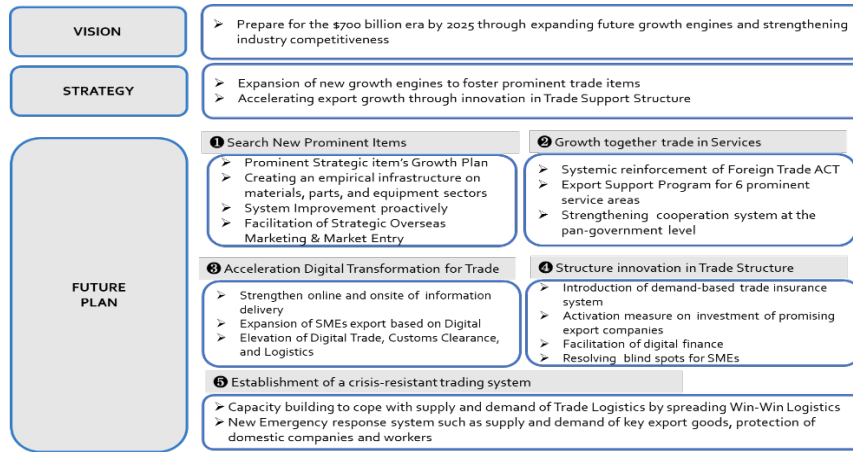 VISION
➢ Prepare for the $700 billion era by 2025 through expanding future growth engines and strengthening
industry competitiveness
STRATEGY
➢ Expansion of new growth engines to foster prominent trade items
➢ Accelerating export growth through innovation in Trade Support Structure
FUTURE
PLAN
❶ Search New Prominent Items
➢ Prominent Strategic item's Growth Plan
➢ Creating an empirical infrastructure on
materials, parts, and equipment sectors
➢ System Improvement proactively
➢ Facilitation of Strategic Overseas
Marketing & Market Entry
❷ Growth together trade in Services
➢ Systemic reinforcement of Foreign Trade ACT
➢ Export Support Program for 6 prominent
service areas
➢ Strengthening cooperation system at the
pan-government level
❸ Acceleration Digital Transformation for Trade
➢ Strengthen online and onsite of information
delivery
➢ Expansion of SMEs export based on Digital
➢ Elevation of Digital Trade, Customs Clearance,
and Logistics
❹ Structure innovation in Trade Structure
➢ Introduction of demand-based trade insurance
system
➢ Activation measure on investment of promising
export companies
➢ Facilitation of digital finance
➢ Resolving blind spots for SMEs
❺ Establishment of a crisis-resistant trading system
➢ Capacity building to cope with supply and demand of Trade Logistics by spreading Win-Win Logistics
➢ New Emergency response system such as supply and demand of key export goods, protection of
domestic companies and workers